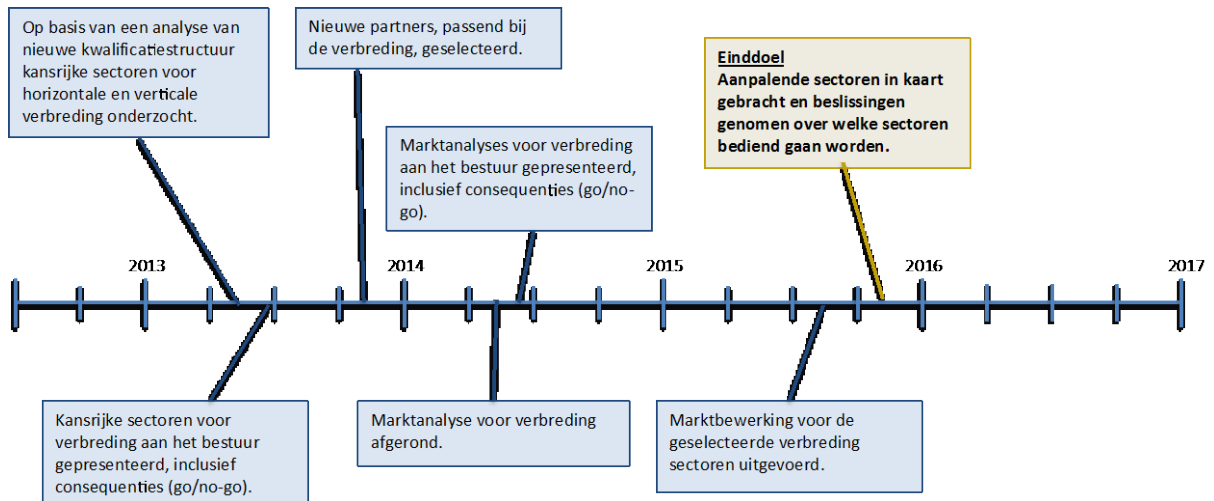 Op basis van een analyse van
nieuwe kwalificatiestructuur
kansrijke sectoren voor
horizontale en verticale
verbreding onderzocht.
Nieuwe partners, passend bij
de verbreding, geselecteerd.
Marktanalyses voor verbreding
aan het bestuur gepresenteerd,
inclusief consequenties (go/no-
go).
Einddoel
Aanpalende sectoren in kaart
gebracht en beslissingen
genomen over welke sectoren
bediend gaan worden.
2013
2014
2015
2016
2017
Kansrijke sectoren voor
verbreding aan het bestuur
gepresenteerd, inclusief
consequenties (go/no-go).
Marktanalyse voor verbreding
afgerond.
Marktbewerking voor de
geselecteerde verbreding
sectoren uitgevoerd.